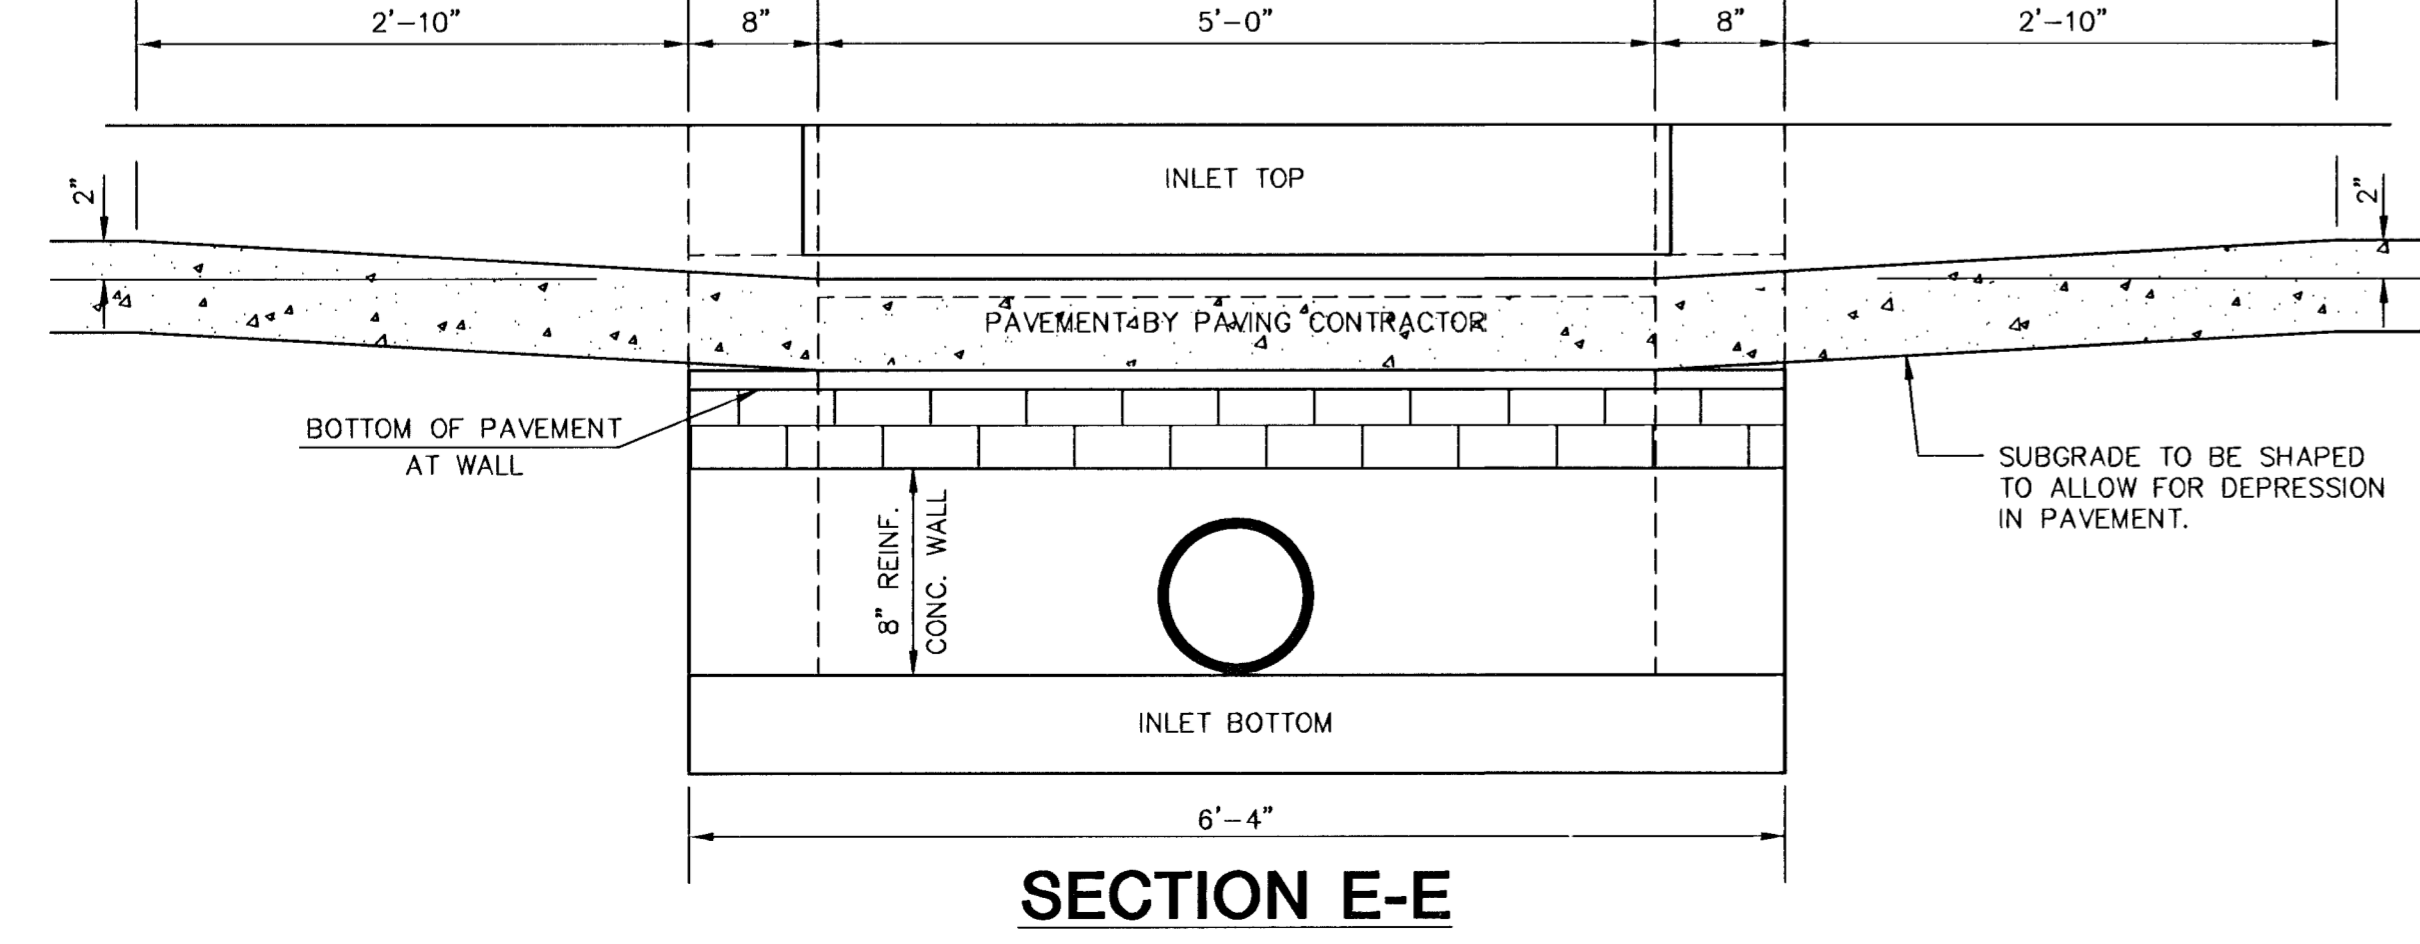 2'-10"
8"
5'-0"
8"
2'-10"
INLET TOP
2"
2"
PAVEMENT BY PAVING CONTRACTOR
BOTTOM OF PAVEMENT
AT WALL
8" REINF.
CONC. WALL
SUBGRADE TO BE SHAPED
TO ALLOW FOR DEPRESSION
IN PAVEMENT.
INLET BOTTOM
6'-4"
SECTION E-E